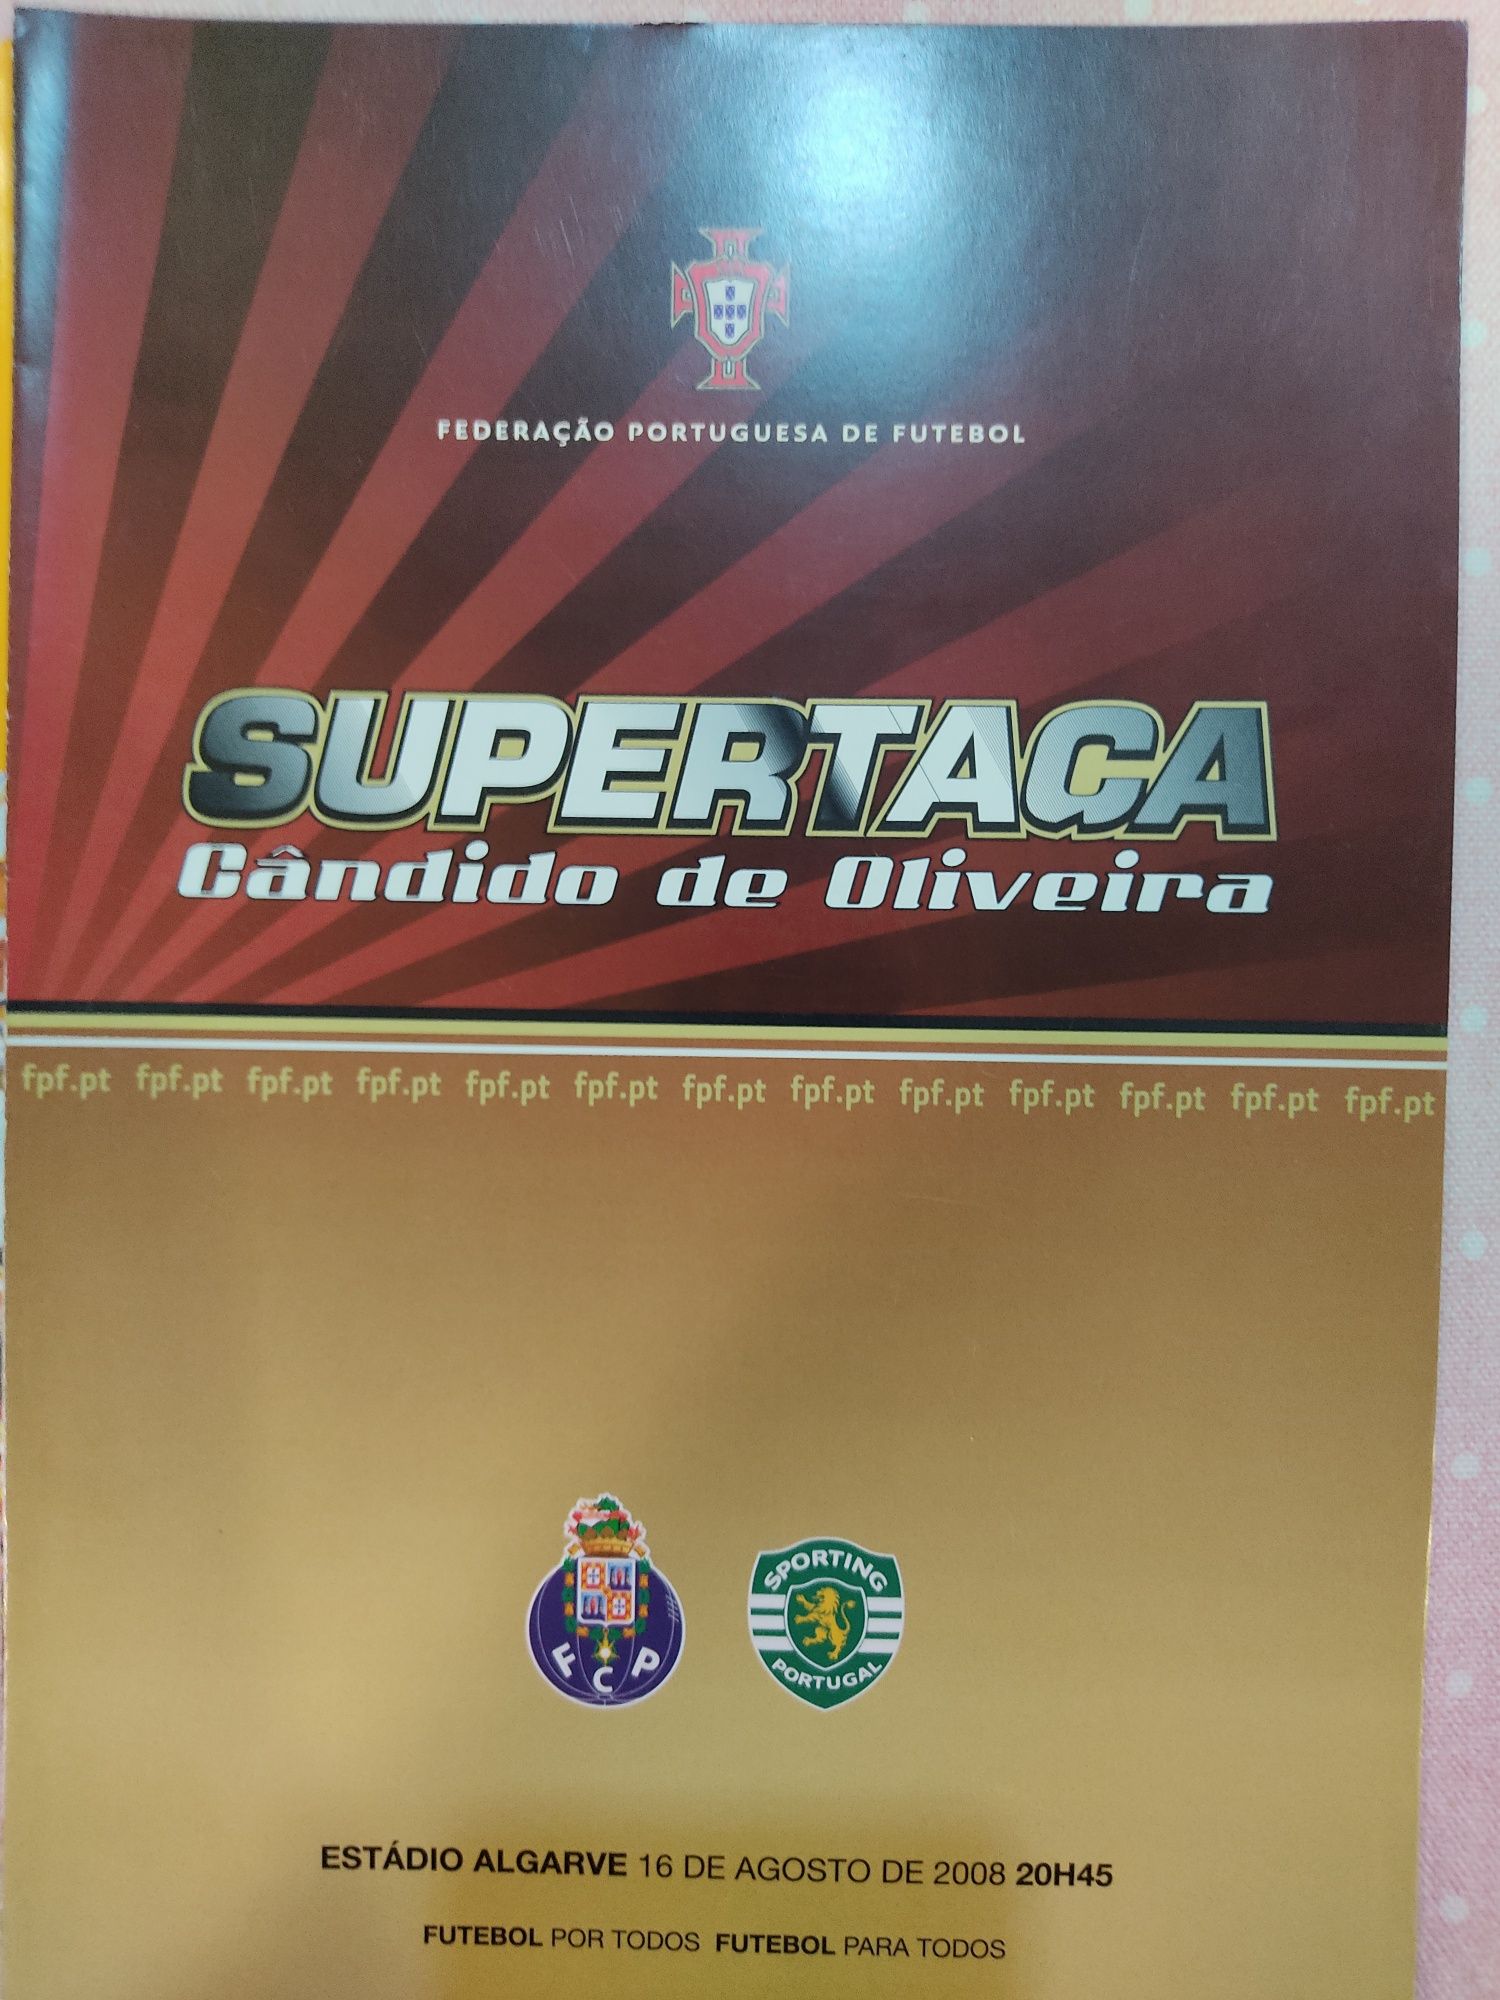 FEDERAÇÃO PORTUGUESA DE FUTEBOL
SUPERTAÇA
Cândido de Oliveira
fpf.pt fpf.pt fpf.pt fpf.pt fpf.pt fpf.pt fpf.pt fpf.pt fpf.pt fpf.pt fpf.pt fpf.pt fpf.pt
FCP
SPORTING
PORTUGAL
ESTÁDIO ALGARVE 16 DE AGOSTO DE 2008 20H45
FUTEBOL POR TODOS FUTEBOL PARA TODOS